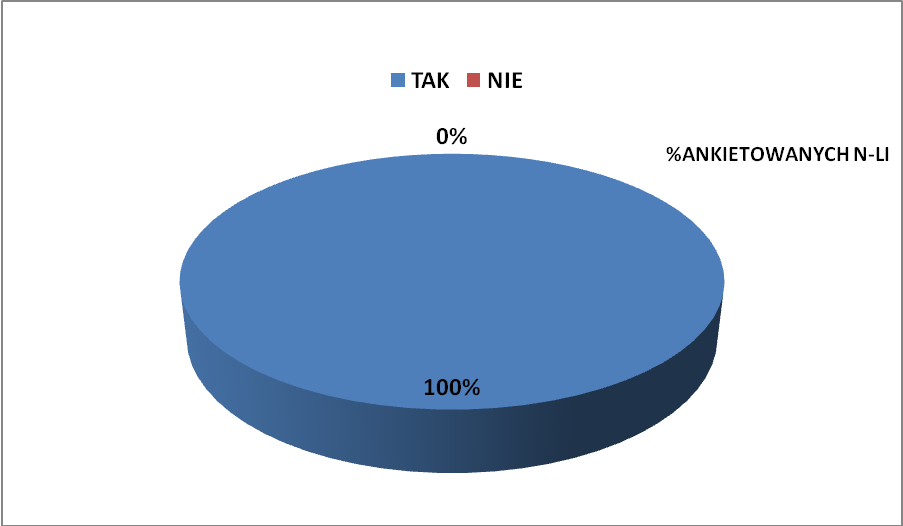 TAK NIE
0%
%ANKIETOWANYCH N-LI
100%